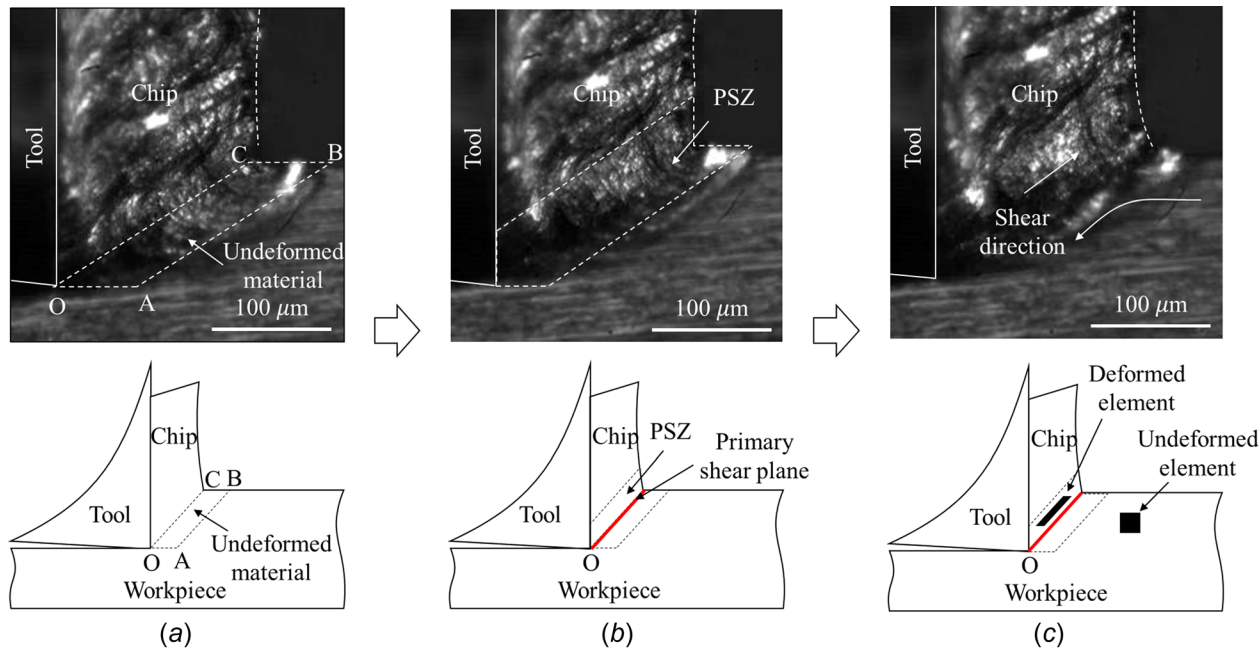 Tool
Chip
C
B
Undeformed
material
O
A
100 μm
Tool
Chip
PSZ
100 μm
Tool
Chip
Shear
direction
100 μm
Chip
C B
Tool
Undeformed
material
O
A
Workpiece
(a)
Chip
PSZ
Primary
shear plane
Tool
O
Workpiece
(b)
Deformed
element
Chip
Undeformed
element
Tool
O
Workpiece
(c)